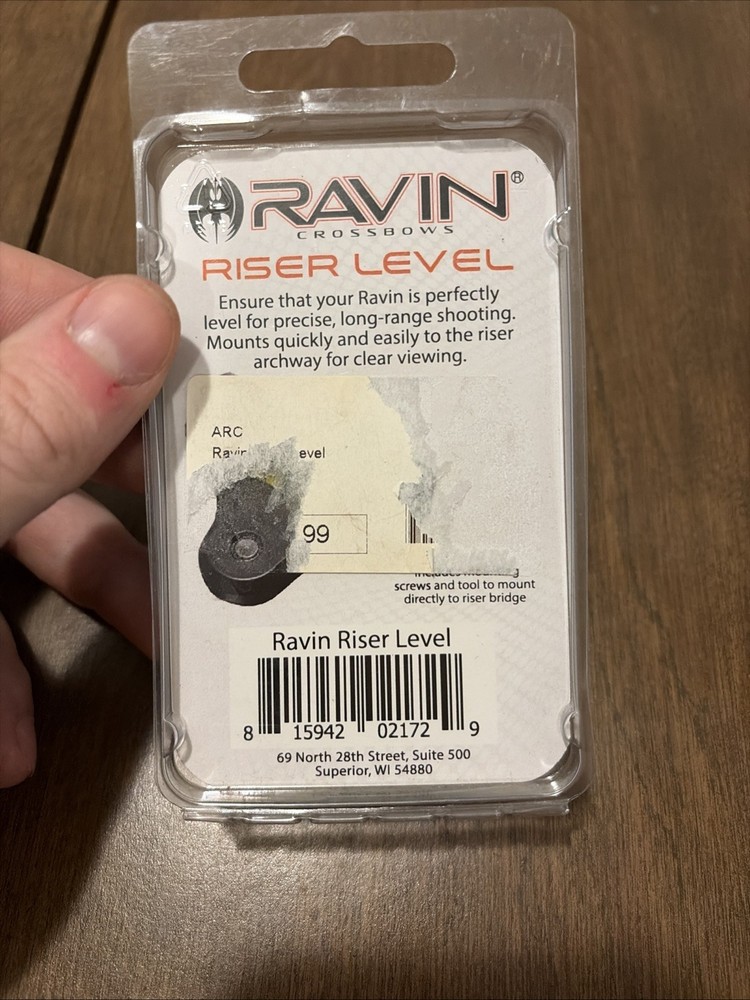 RAVIN®
CROSSBOWS
RISER LEVEL
Ensure that your Ravin is perfectly
level for precise, long-range shooting.
Mounts quickly and easily to the riser
archway for clear viewing.
ARC
99
screws and tool to mount
directly to riser bridge
Ravin Riser Level
8 15942 02172 9
69 North 28th Street, Suite 500
Superior, WI 54880